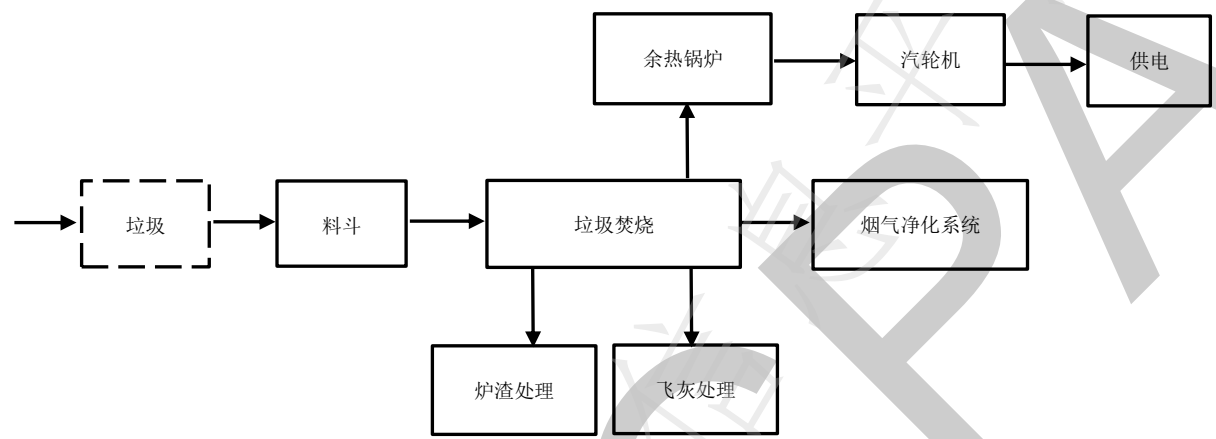 余热锅炉
汽轮机
供电
垃圾
料斗
垃圾焚烧
烟气净化系统
炉渣处理
飞灰处理